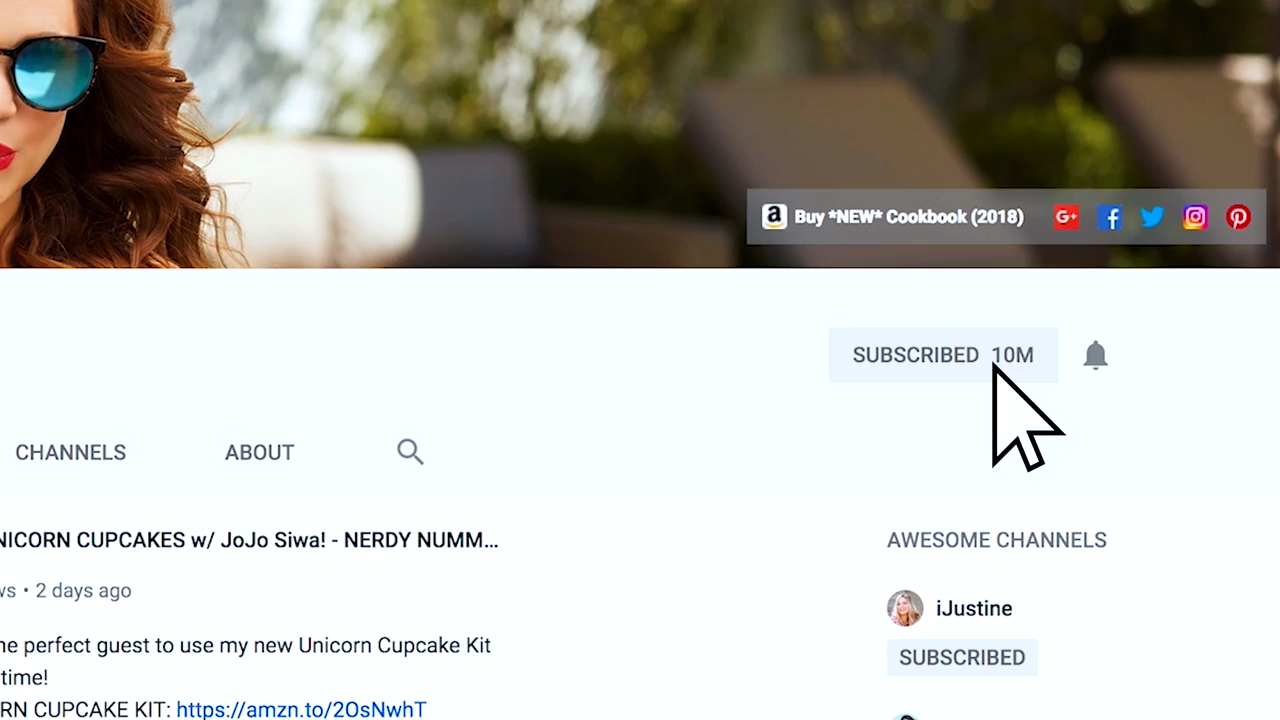 Buy *NEW* Cookbook (2018)
SUBSCRIBED 10M
CHANNELS ABOUT
NICORN CUPCAKES w/ JoJo Siwa! - NERDY NUMM...
AWESOME CHANNELS
ws • 2 days ago
iJustine
ne perfect guest to use my new Unicorn Cupcake Kit
SUBSCRIBED
time!
RN CUPCAKE KIT: https://amzn.to/2OsNwhT